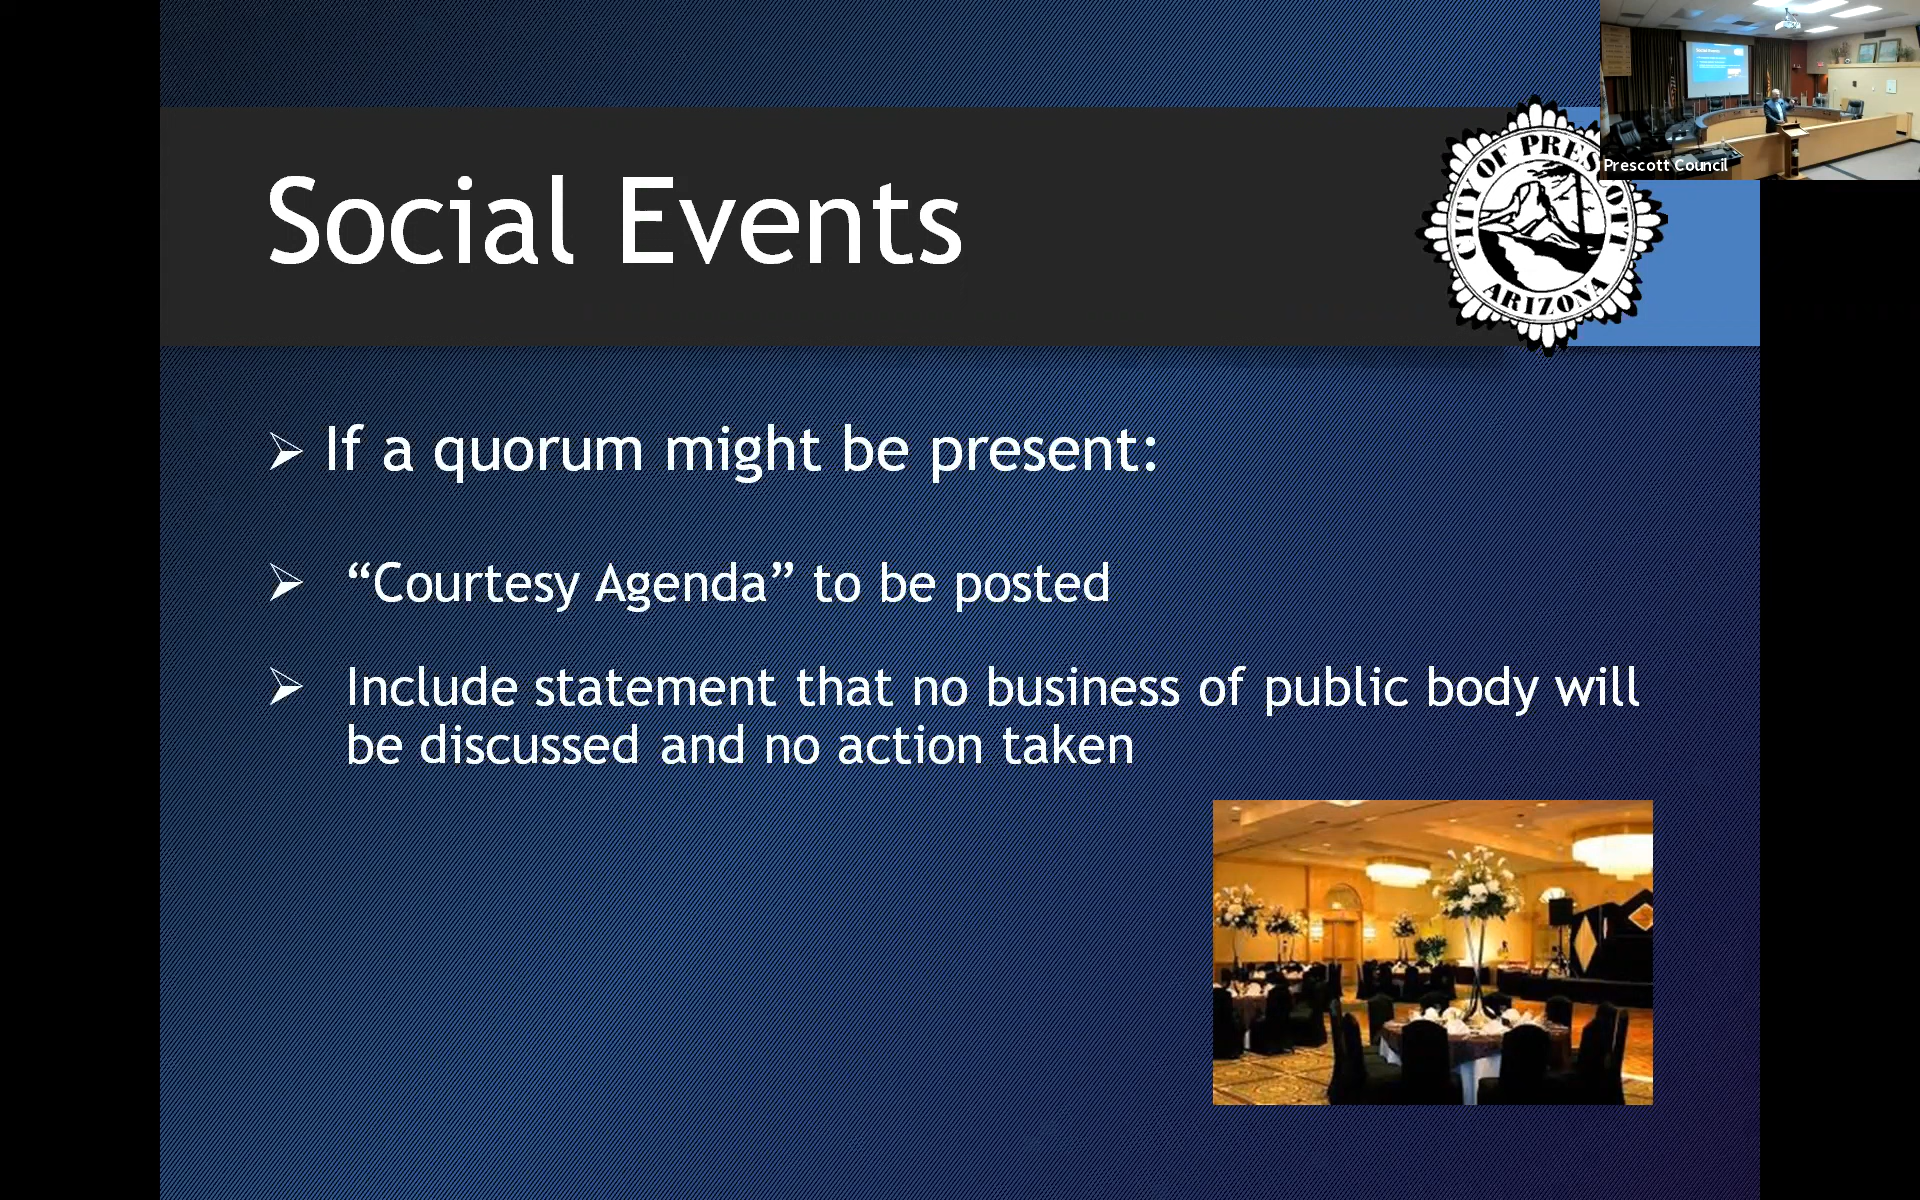 Social Events
CITY OF PRESCOTT
ARIZONA
Prescott Council
If a quorum might be present:
“Courtesy Agenda” to be posted
Include statement that no business of public body will
be discussed and no action taken